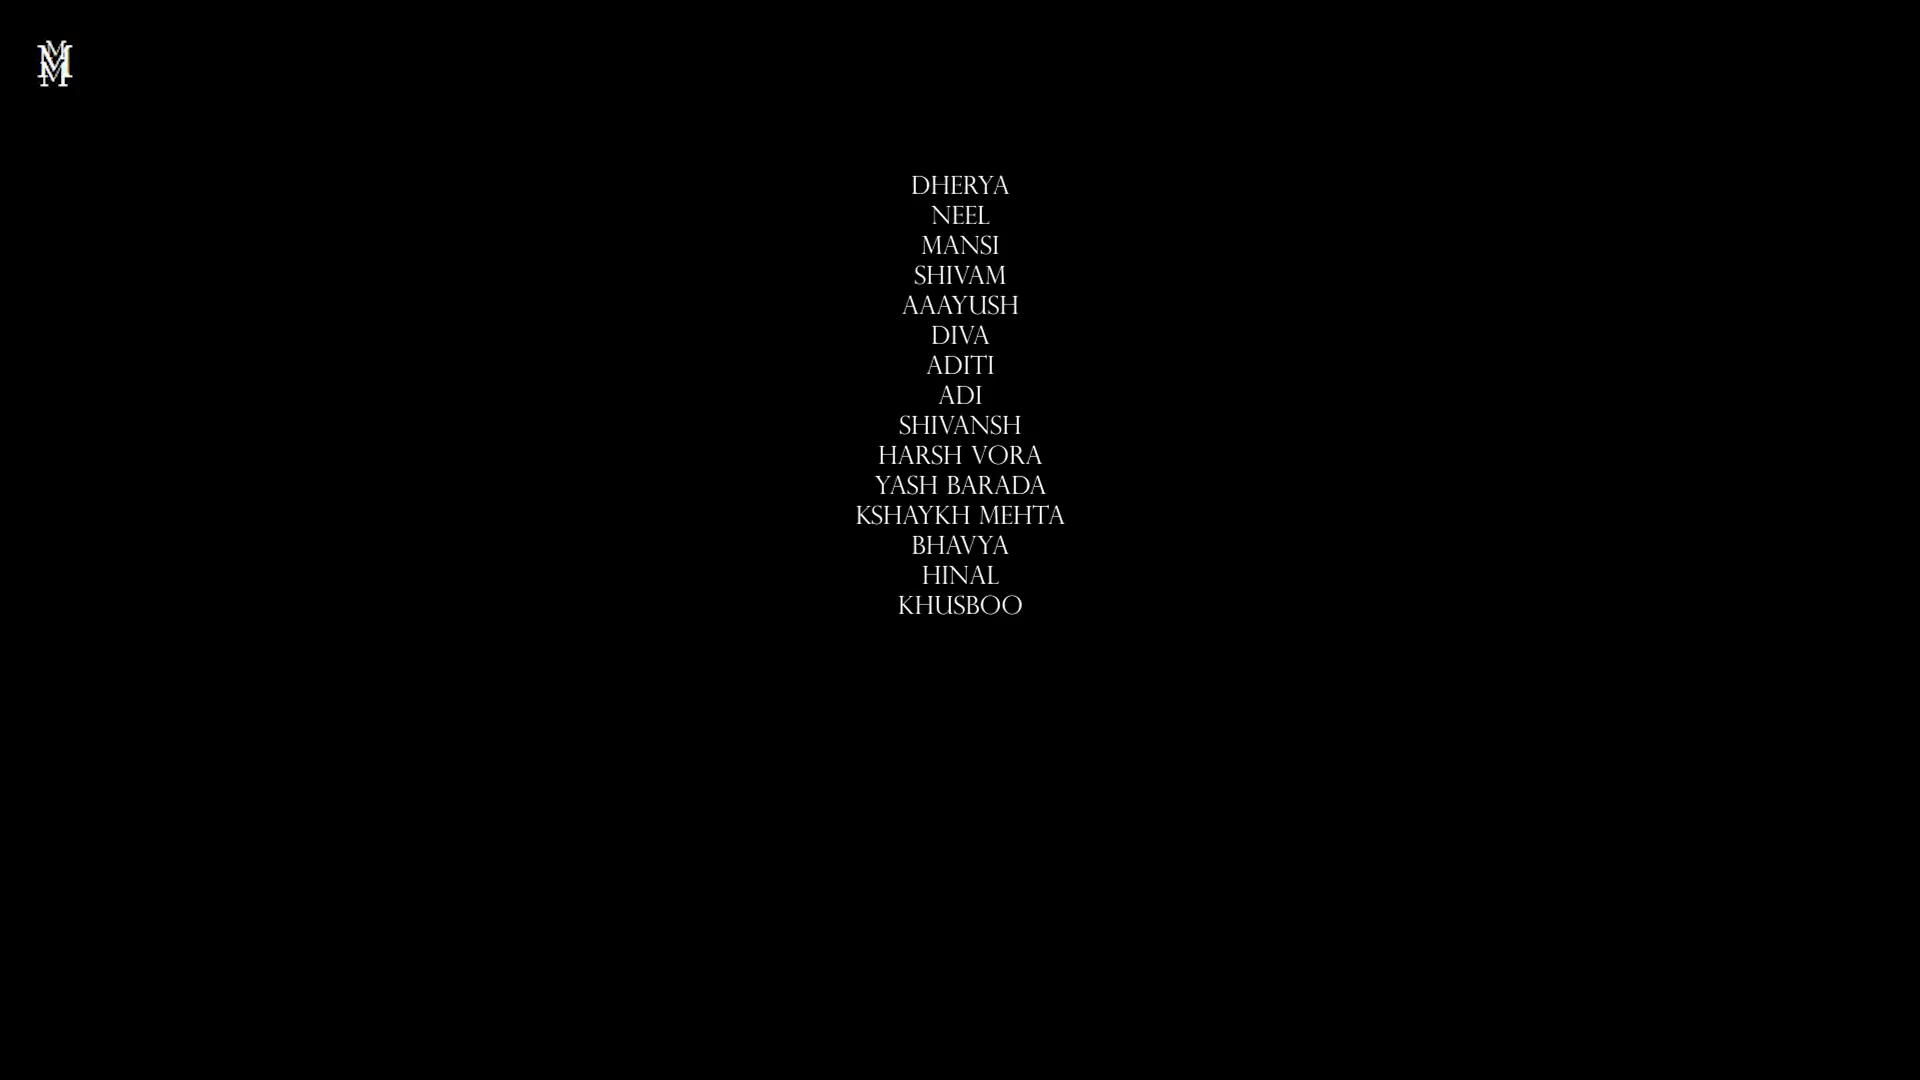 DHERYA
NEEL
MANSI
SHIVAM
AAAYUSH
DIVA
ADITI
ADI
SHIVANSH
HARSH VORA
YASH BARADA
KSHAYKH MEHTA
BHAVYA
HINAL
KHUSBOO